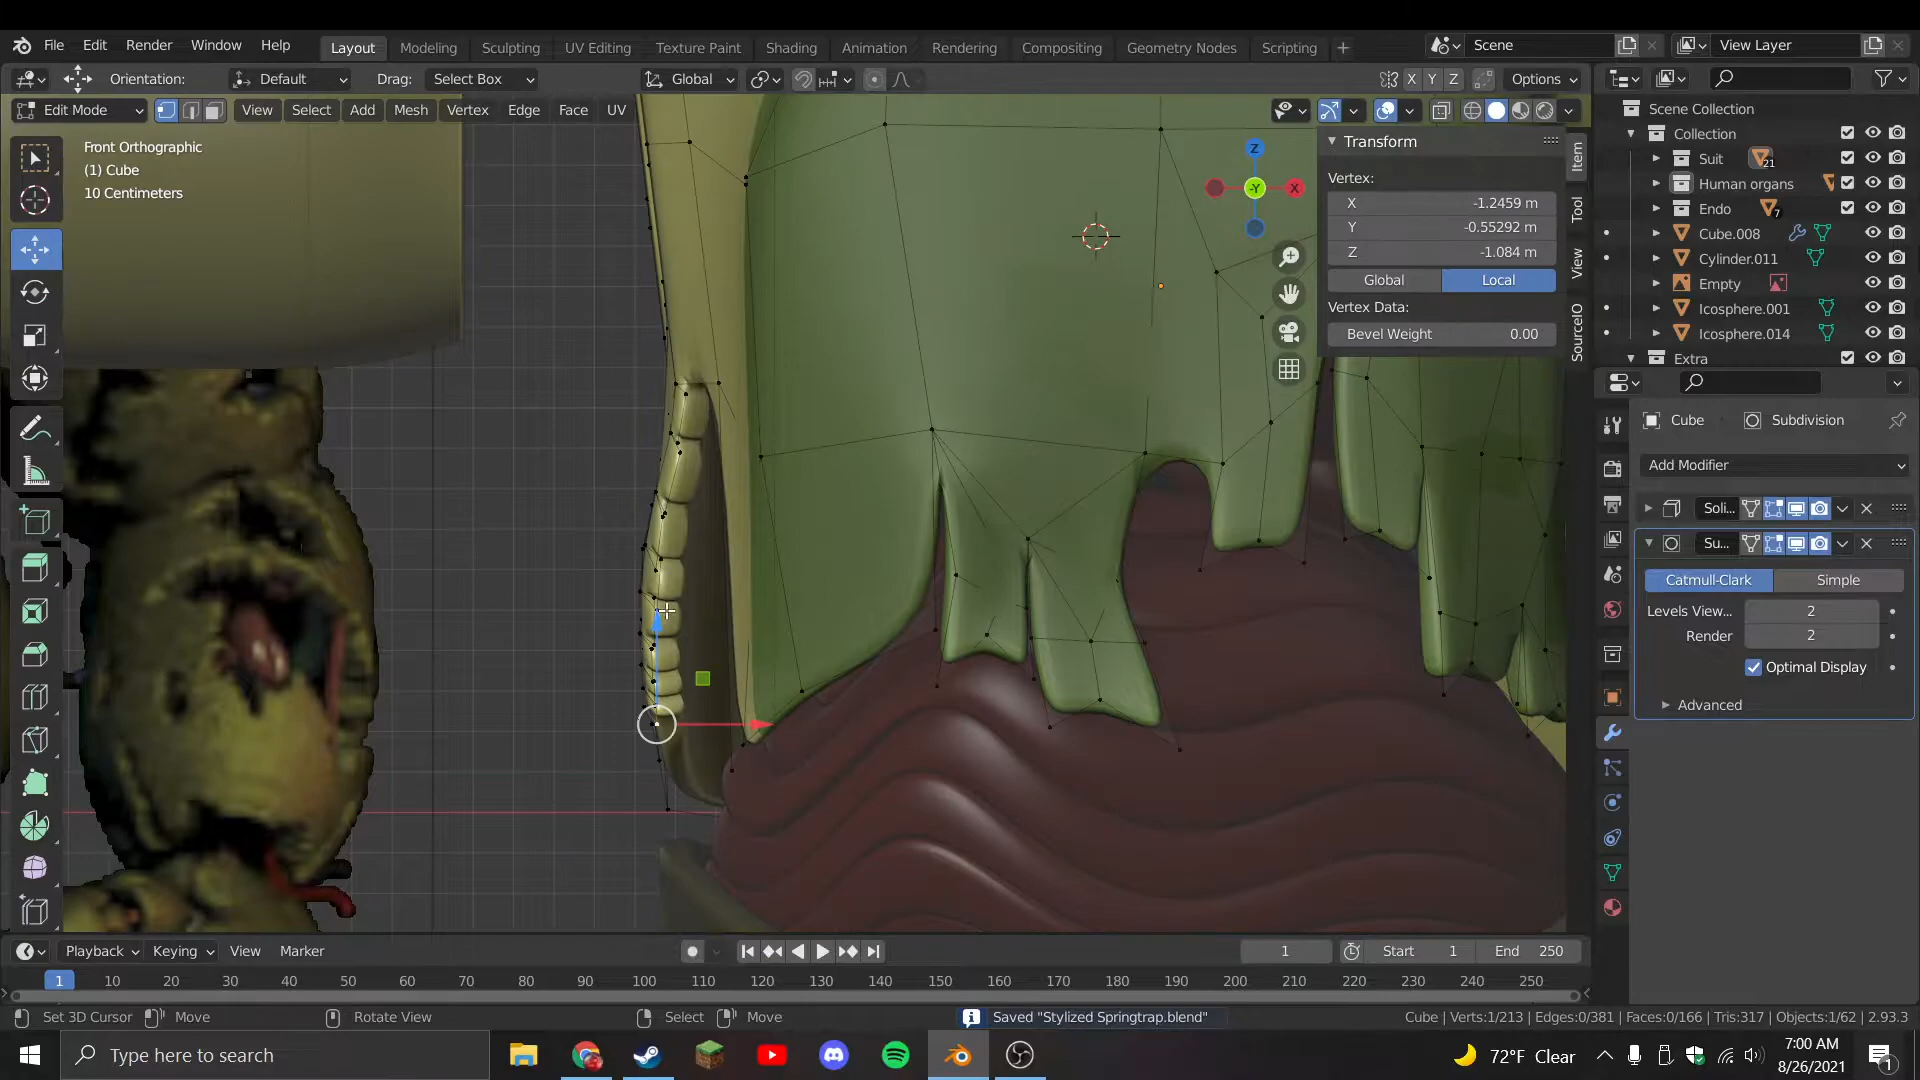 File Edit Render Window Help Layout Modeling Sculpting UV Editing Texture Paint Shading Animation Rendering Compositing Geometry Nodes Scripting + Scene View Layer
Orientation: Default Drag: Select Box Global X Y Z Options
Edit Mode View Select Add Mesh Vertex Edge Face UV
Scene Collection
Collection
Suit 21
Human organs
Endo 7
Cube.008
Cylinder.011
Empty
Icosphere.001
Icosphere.014
Extra
Front Orthographic
(1) Cube
10 Centimeters
Z
-Y
X
Transform
Vertex:
X -1.2459 m
Y -0.55292 m
Z -1.084 m
Global Local
Vertex Data:
Bevel Weight 0.00
Item
Tool
View
SourceIO
Cube Subdivision
Add Modifier
Soli...
Su...
Catmull-Clark Simple
Levels View... 2
Render 2
Optimal Display
Advanced
Playback Keying View Marker 1 Start 1 End 250
1 10 20 30 40 50 60 70 80 90 100 110 120 130 140 150 160 170 180 190 200 210 220 230 240 250
Set 3D Cursor Move Rotate View Select Move Saved "Stylized Springtrap.blend" Cube | Verts:1/213 | Edges:0/381 | Faces:0/166 | Tris:317 | Objects:1/62 | 2.93.3
Type here to search 72°F Clear 7:00 AM
8/26/2021
1